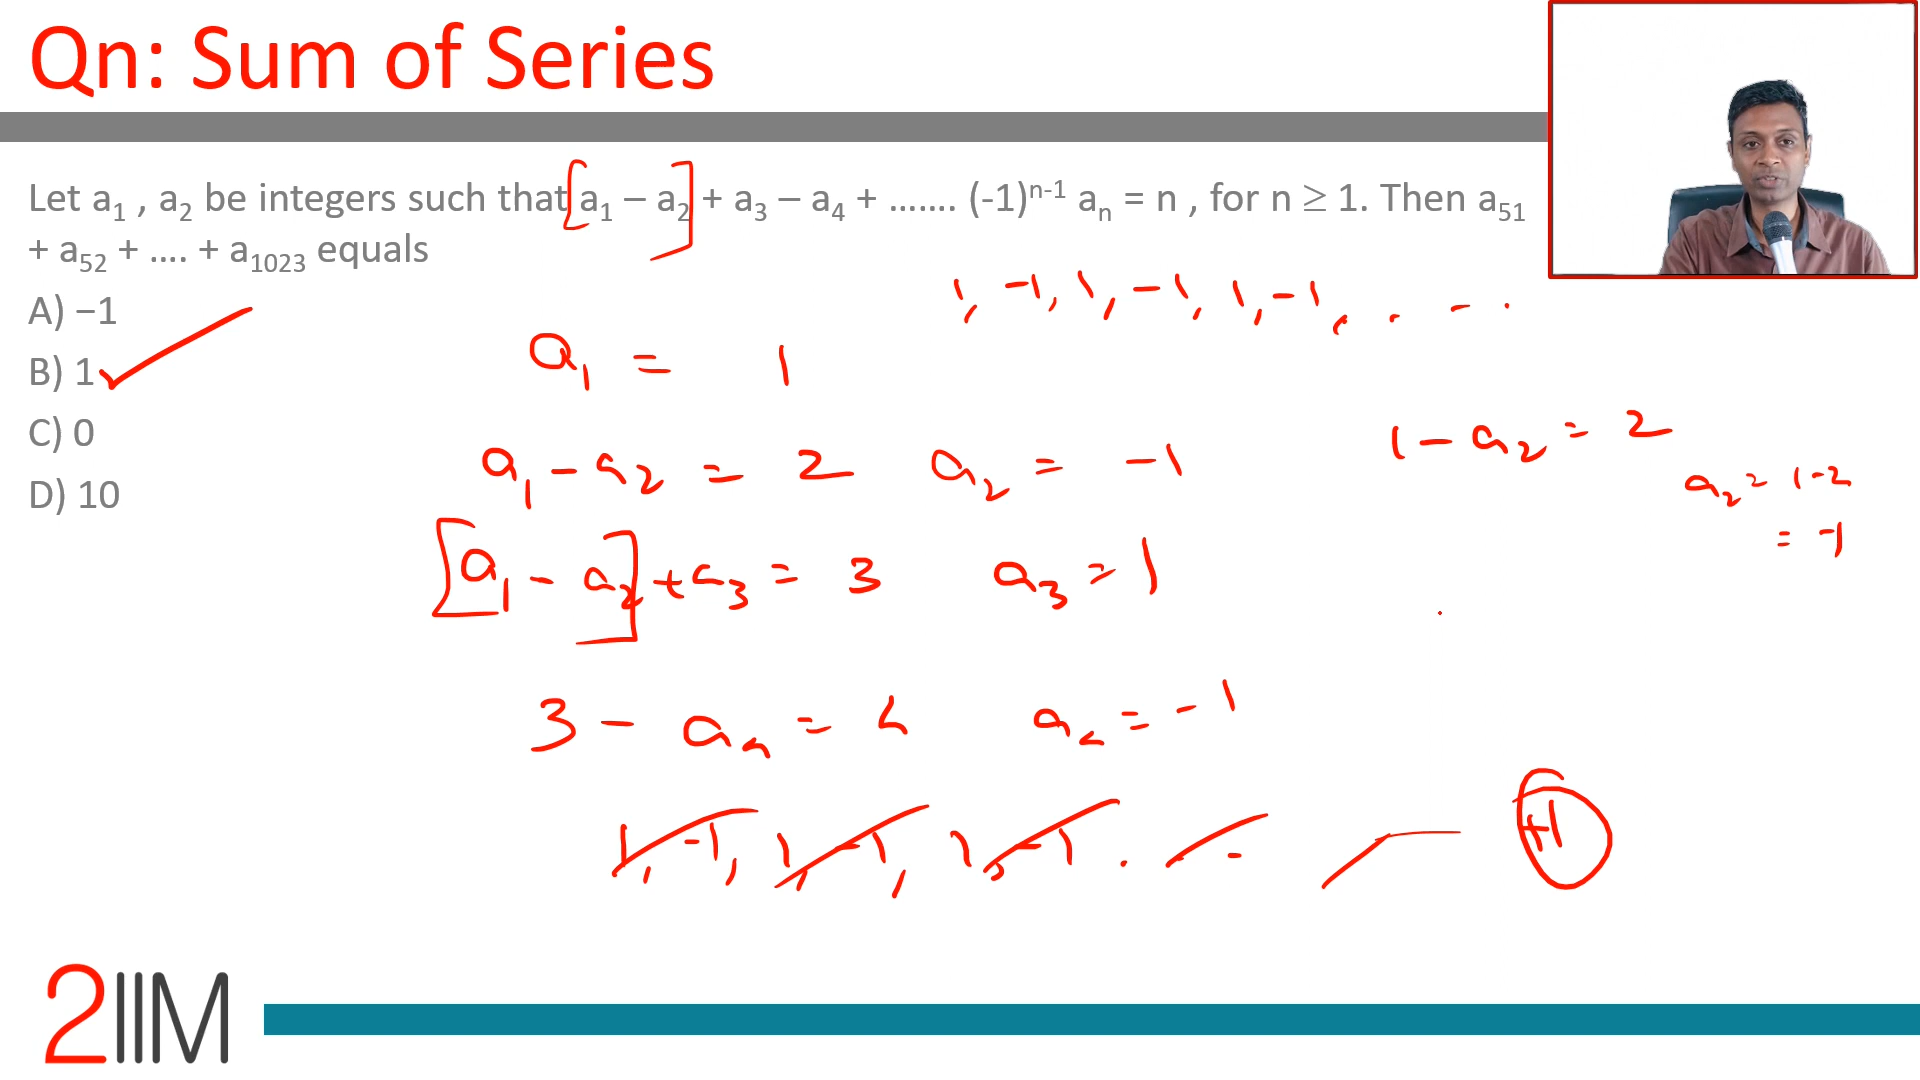 Qn: Sum of Series
Let a1 , a2 be integers such that [a1 – a2] + a3 – a4 + ....... (-1)^n-1 an = n , for n ≥ 1. Then a51
+ a52 + .... + a1023 equals
A) –1
B) 1
C) 0
D) 10
1, -1, 1, -1, 1, -1, . . - - .
a1 = 1
a1 - a2 = 2 a2 = -1
1 - a2 = 2
a2 = 1-2
= -1
[a1 - a2] + a3 = 3 a3 = 1
3 - a4 = 4 a4 = -1
1, -1, 1, -1, 1, -1 . - - +1
2IIM